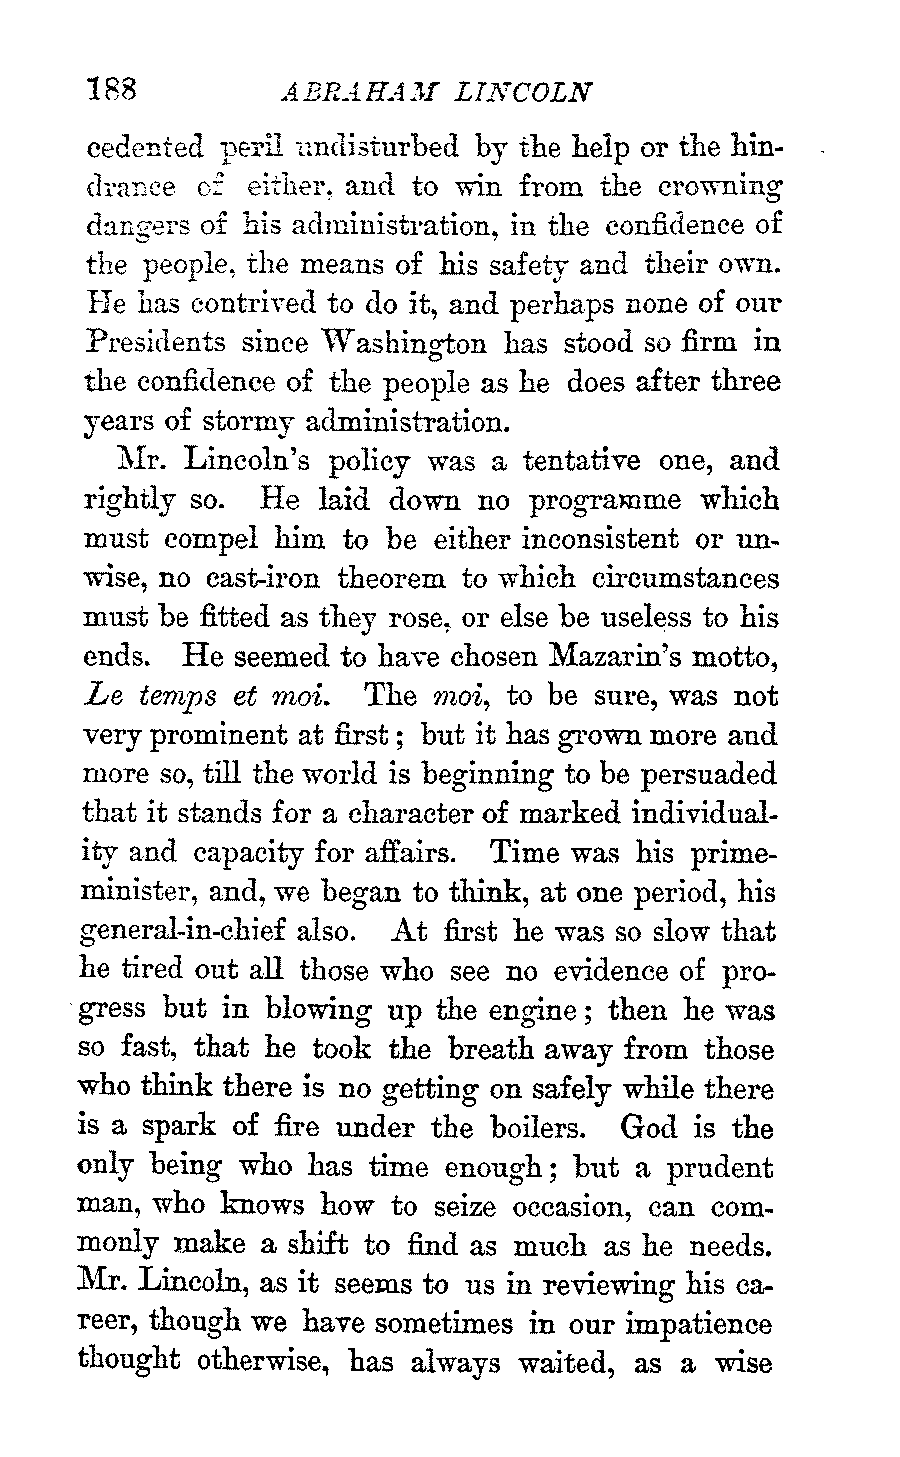 188 ABRAHAM LINCOLN
cedented peril undisturbed by the help or the hin-
drance of either, and to win from the crowning
dangers of his administration, in the confidence of
the people, the means of his safety and their own.
He has contrived to do it, and perhaps none of our
Presidents since Washington has stood so firm in
the confidence of the people as he does after three
years of stormy administration.
Mr. Lincoln's policy was a tentative one, and
rightly so. He laid down no programme which
must compel him to be either inconsistent or un-
wise, no cast-iron theorem to which circumstances
must be fitted as they rose, or else be useless to his
ends. He seemed to have chosen Mazarin's motto,
Le temps et moi. The moi, to be sure, was not
very prominent at first; but it has grown more and
more so, till the world is beginning to be persuaded
that it stands for a character of marked individual-
ity and capacity for affairs. Time was his prime-
minister, and, we began to think, at one period, his
general-in-chief also. At first he was so slow that
he tired out all those who see no evidence of pro-
gress but in blowing up the engine; then he was
so fast, that he took the breath away from those
who think there is no getting on safely while there
is a spark of fire under the boilers. God is the
only being who has time enough; but a prudent
man, who knows how to seize occasion, can com-
monly make a shift to find as much as he needs.
Mr. Lincoln, as it seems to us in reviewing his ca-
reer, though we have sometimes in our impatience
thought otherwise, has always waited, as a wise